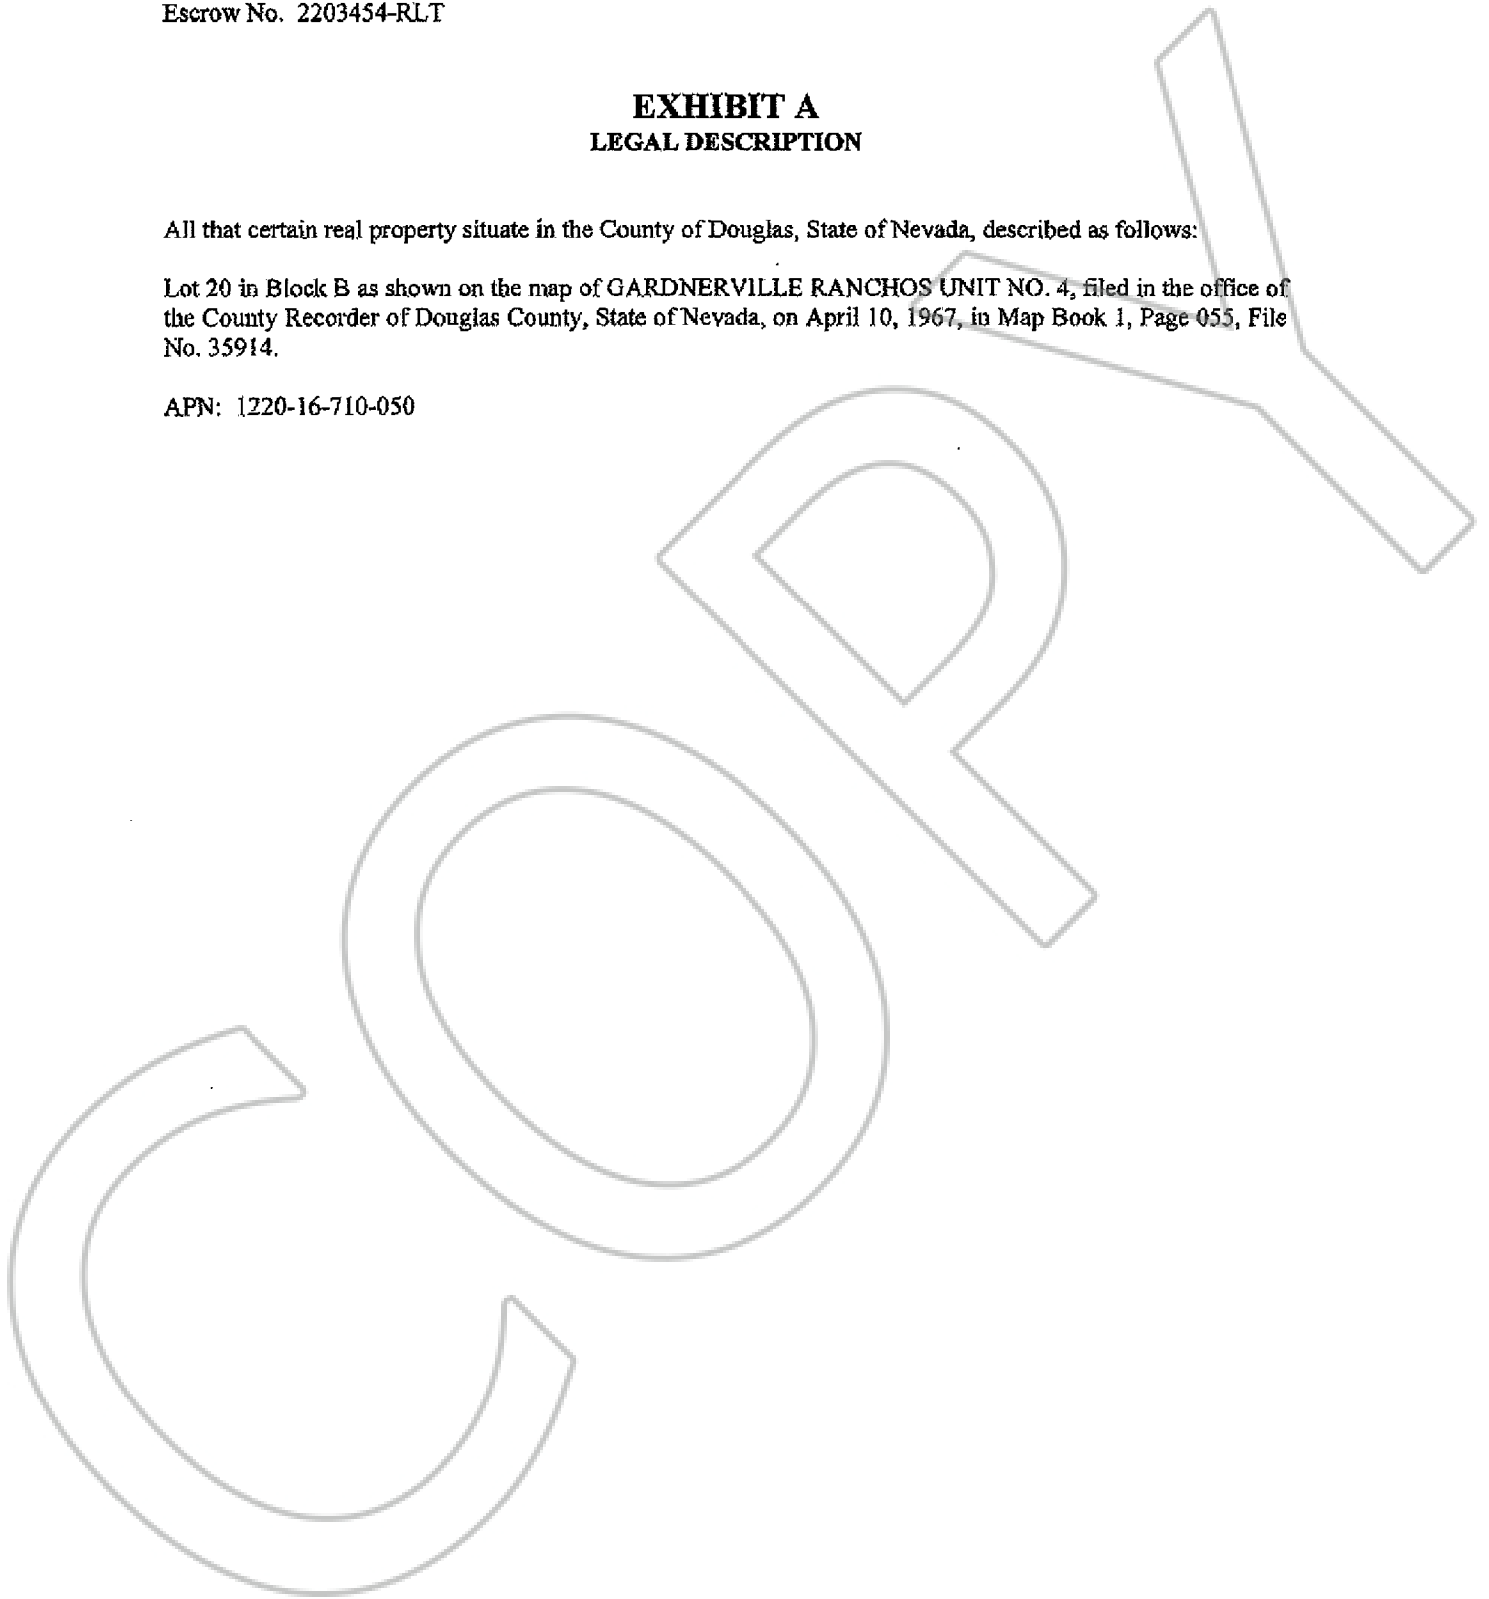 Escrow No. 2203454-RLT
EXHIBIT A
LEGAL DESCRIPTION
All that certain real property situate in the County of Douglas, State of Nevada, described as follows:
Lot 20 in Block B as shown on the map of GARDNERVILLE RANCHOS UNIT NO. 4, filed in the office of
the County Recorder of Douglas County, State of Nevada, on April 10, 1967, in Map Book 1, Page 055, File
No. 35914.
APN: 1220-16-710-050
COPY